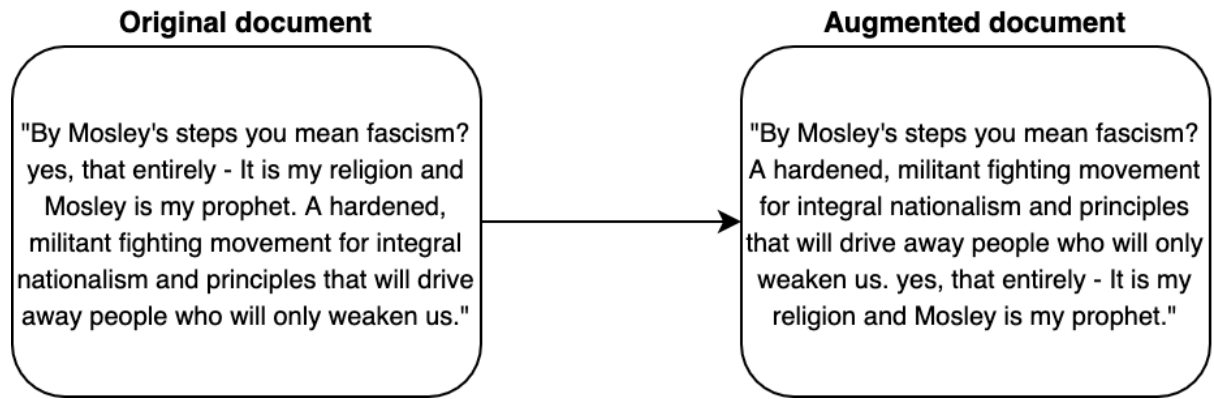 Original document
"By Mosley's steps you mean fascism?
yes, that entirely - It is my religion and
Mosley is my prophet. A hardened,
militant fighting movement for integral
nationalism and principles that will drive
away people who will only weaken us."
Augmented document
"By Mosley's steps you mean fascism?
A hardened, militant fighting movement
for integral nationalism and principles
that will drive away people who will only
weaken us. yes, that entirely - It is my
religion and Mosley is my prophet."